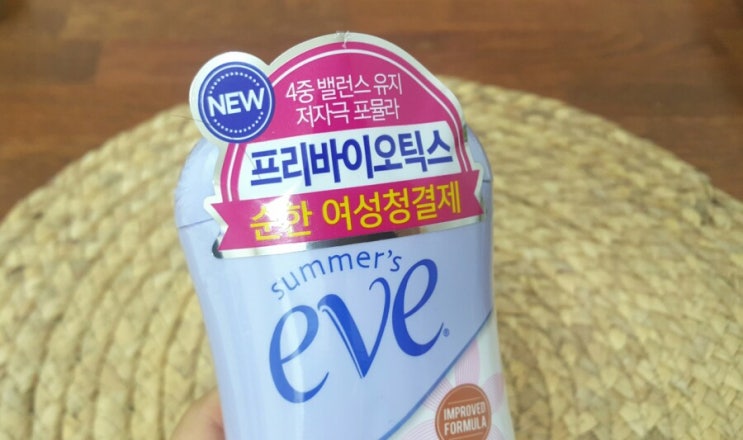 NEW
4중 밸런스 유지
저자극 포뮬라
프리바이오틱스
순한 여성청결제
summer's
eve®
IMPROVED
FORMULA